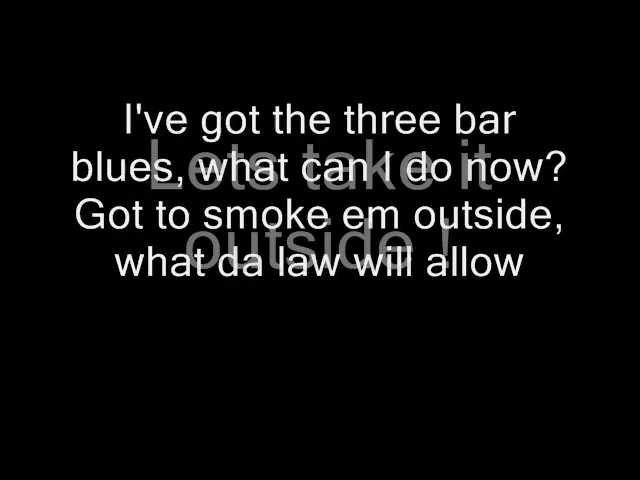 I've got the three bar
blues, what can I do now?
Got to smoke em outside,
what da law will allow
Lets take it
outside !